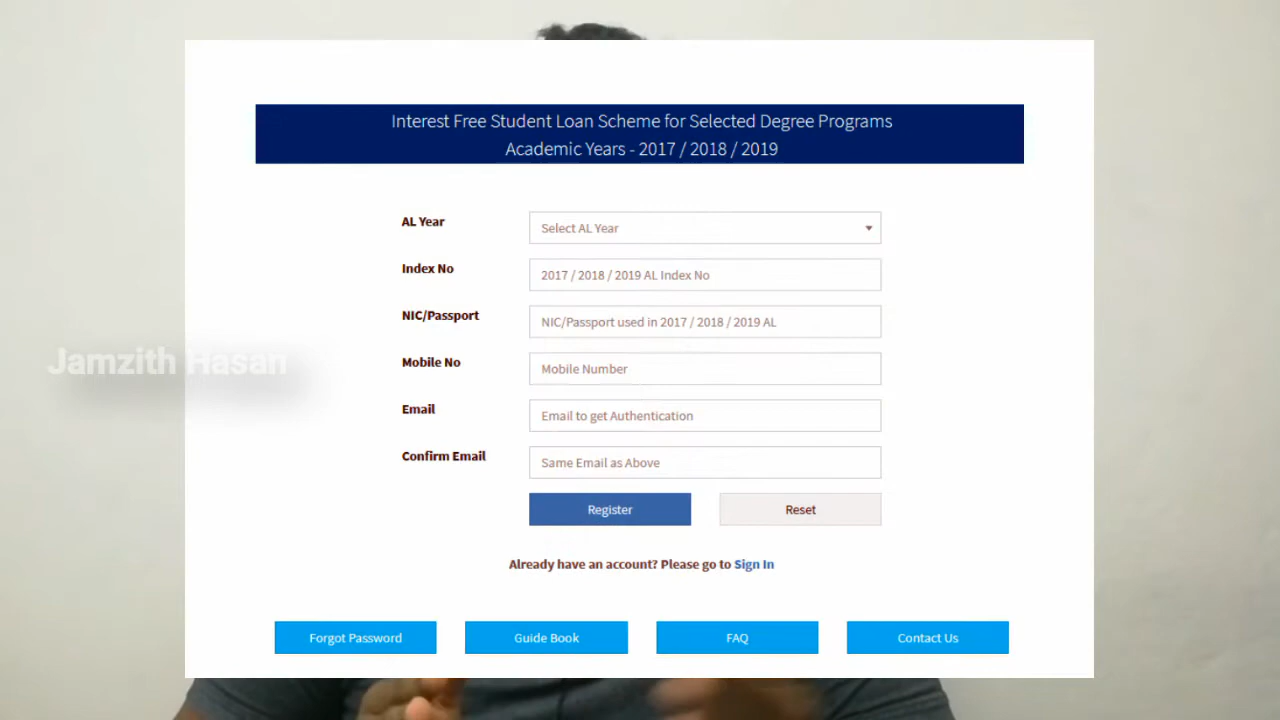 Interest Free Student Loan Scheme for Selected Degree Programs
Academic Years - 2017 / 2018 / 2019
AL Year
Select AL Year
Index No
2017 / 2018 / 2019 AL Index No
NIC/Passport
NIC/Passport used in 2017 / 2018 / 2019 AL
Jamzith Hasan
Mobile No
Mobile Number
Email
Email to get Authentication
Confirm Email
Same Email as Above
Register
Reset
Already have an account? Please go to Sign In
Forgot Password
Guide Book
FAQ
Contact Us